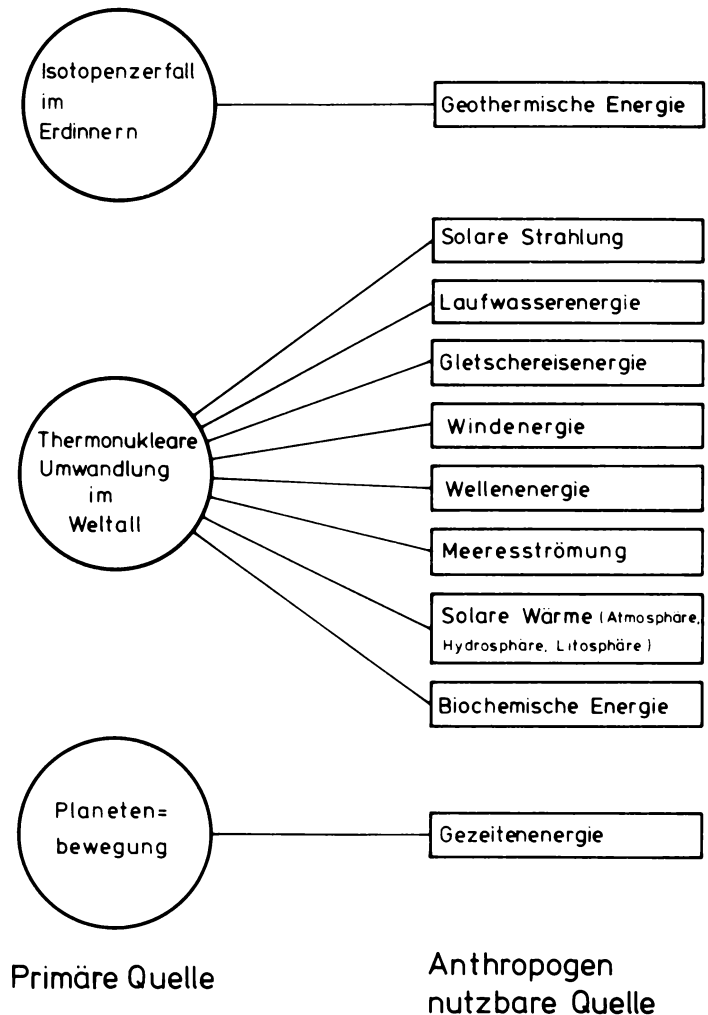 Isotopenzerfall
im
Erdinnern
Geothermische Energie
Solare Strahlung
Laufwasserenergie
Gletschereisenergie
Windenergie
Wellenenergie
Meeresströmung
Solare Wärme (Atmosphäre,
Hydrosphäre, Litosphäre)
Biochemische Energie
Thermonukleare
Umwandlung
im
Weltall
Planeten=
bewegung
Gezeitenenergie
Primäre Quelle
Anthropogen
nutzbare Quelle